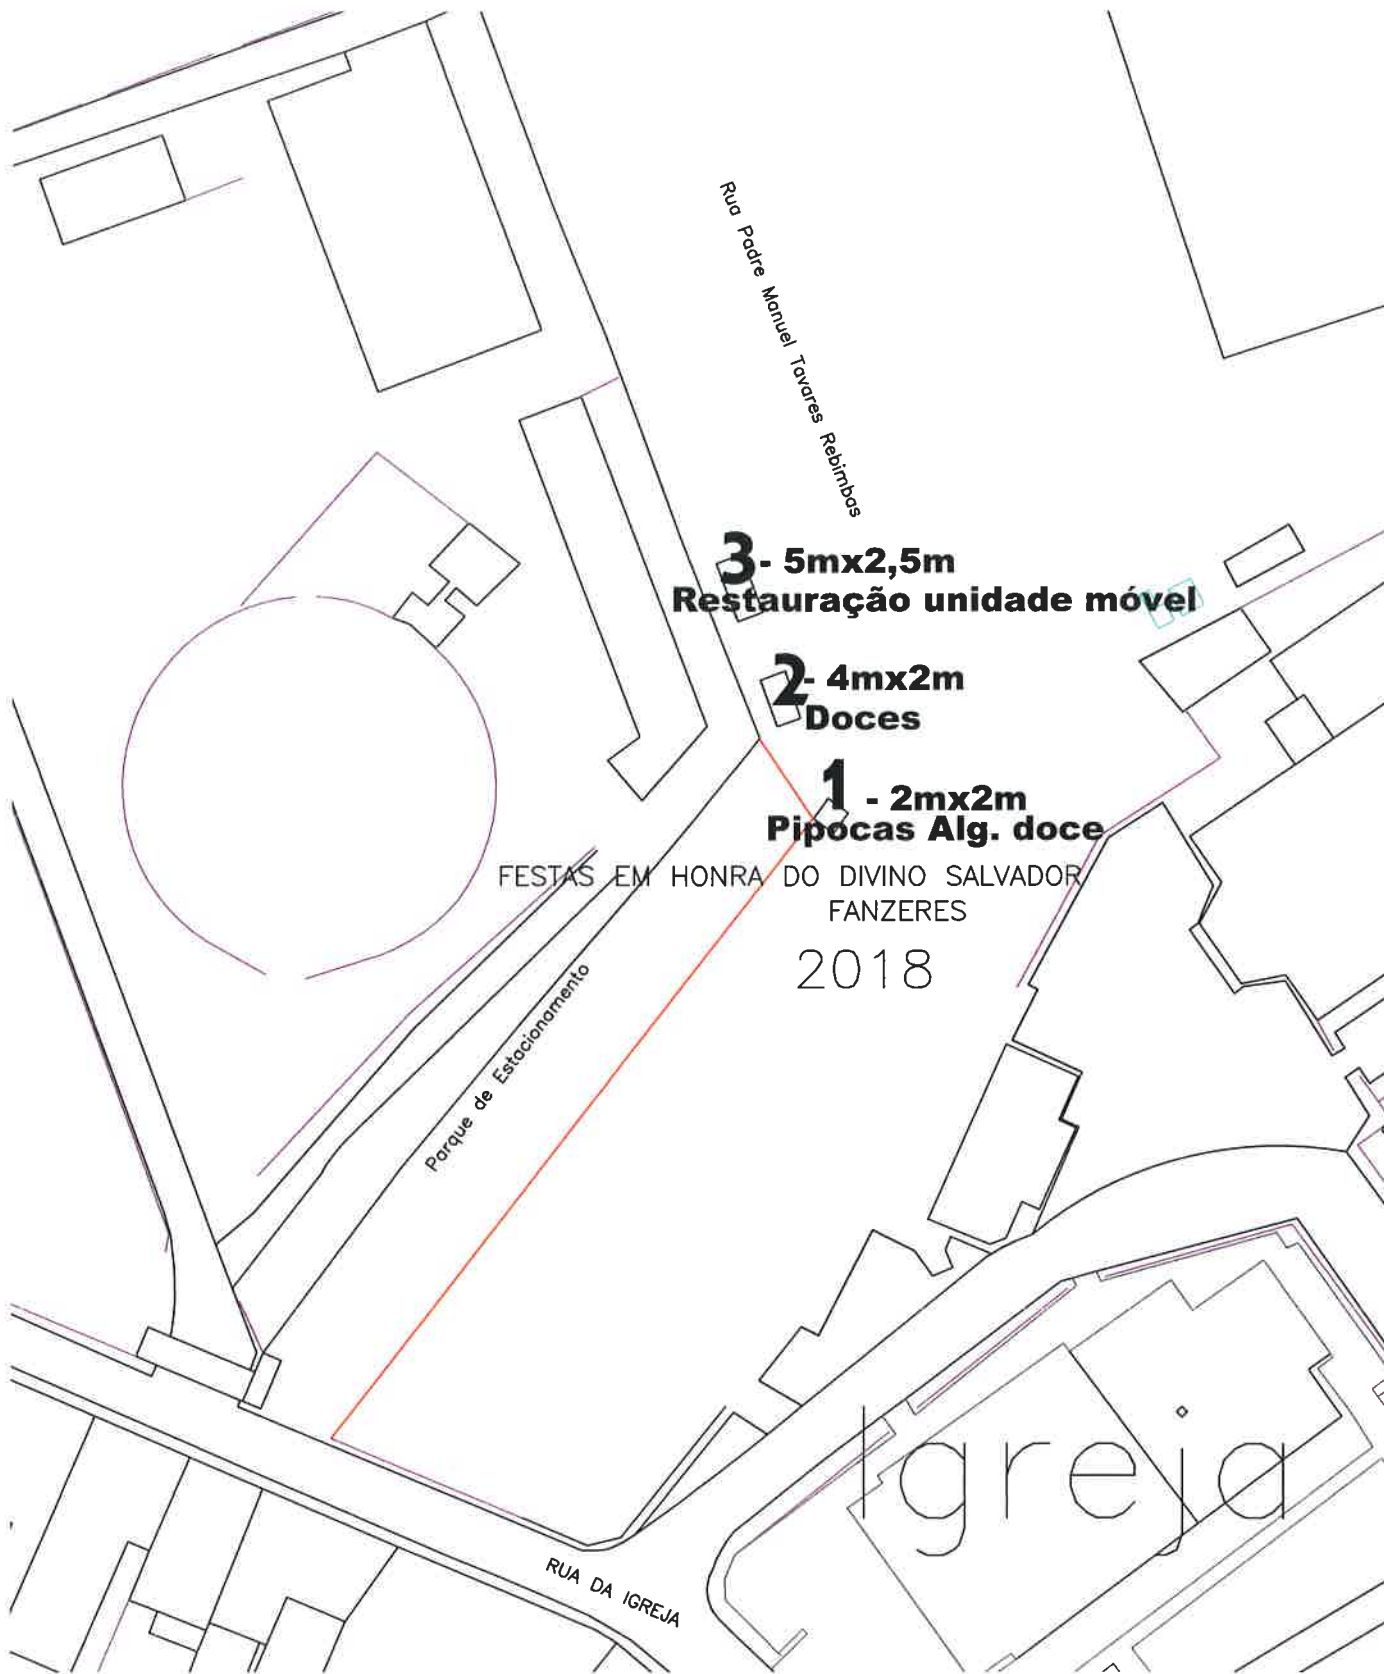 Rua Padre Manuel Tavares Rebimbas
3- 5mx2,5m
Restauração unidade móvel
2- 4mx2m
Doces
1 - 2mx2m
Pipocas Alg. doce
FESTAS EM HONRA DO DIVINO SALVADOR
FANZERES
2018
Parque de Estacionamento
Igreja
RUA DA IGREJA